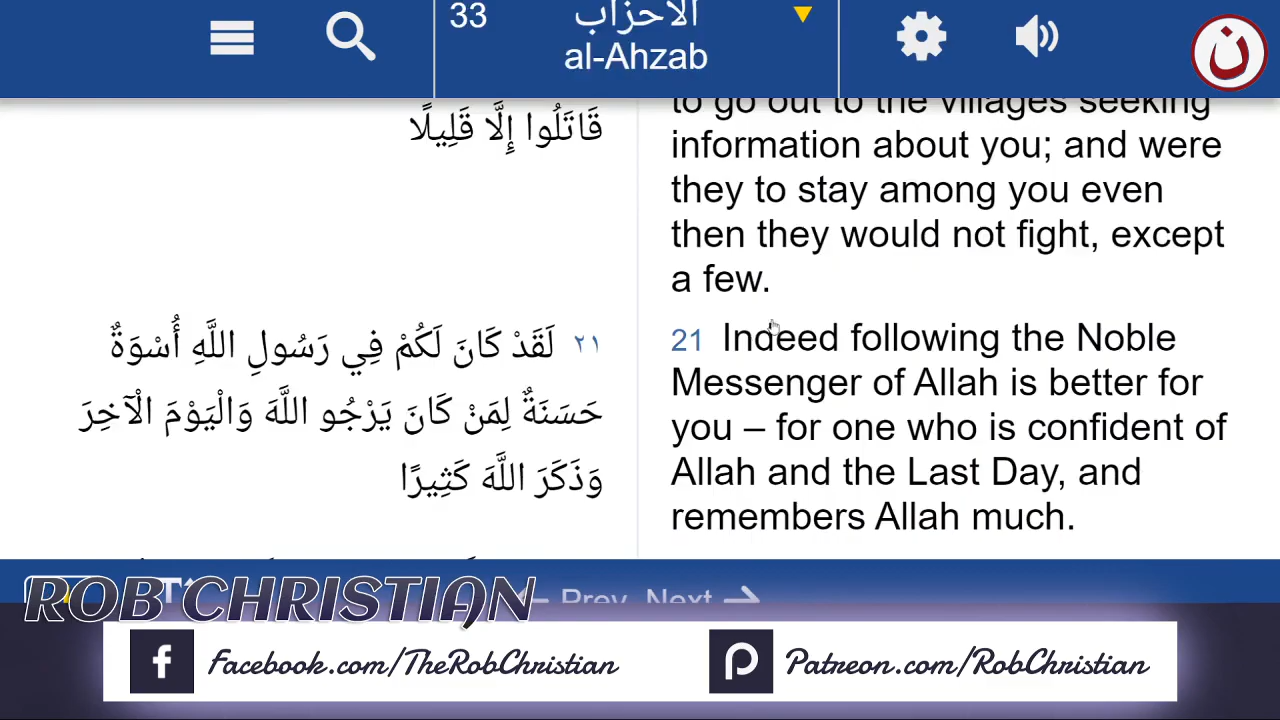 33
الأحزاب
al-Ahzab
ن
قَاتَلُوا إِلَّا قَلِيلًا
to go out to the villages seeking
information about you; and were
they to stay among you even
then they would not fight, except
a few.
٢١ لَقَدْ كَانَ لَكُمْ فِي رَسُولِ اللَّهِ أُسْوَةٌ
حَسَنَةٌ لِمَنْ كَانَ يَرْجُو اللَّهَ وَالْيَوْمَ الْآخِرَ
وَذَكَرَ اللَّهَ كَثِيرًا
21 Indeed following the Noble
Messenger of Allah is better for
you – for one who is confident of
Allah and the Last Day, and
remembers Allah much.
← Prev Next →
ROB CHRISTIAN
Facebook.com/TheRobChristian
Patreon.com/RobChristian